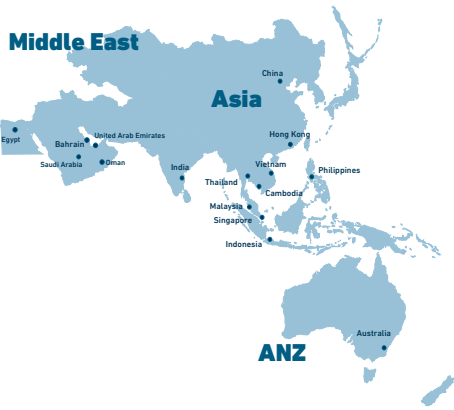 Middle East
China
Asia
Egypt
United Arab Emirates
Hong Kong
Bahrain
Saudi Arabia
Oman
India
Vietnam
Philippines
Thailand
Cambodia
Malaysia
Singapore
Indonesia
Australia
ANZ